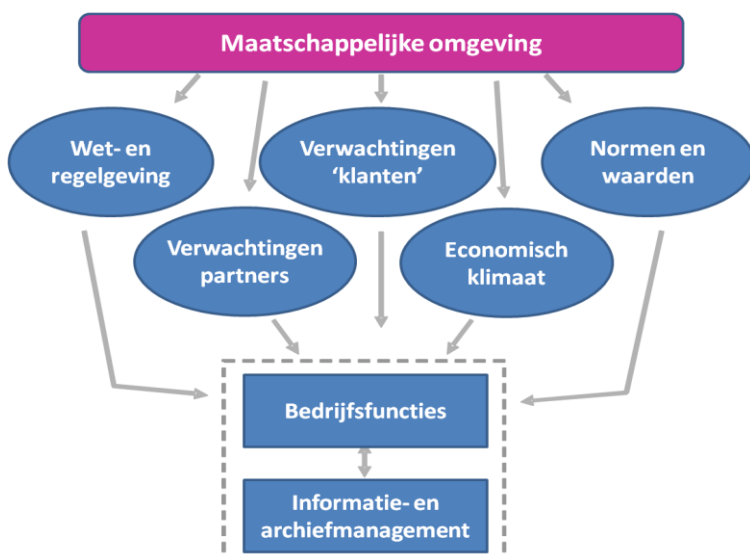 Maatschappelijke omgeving
Wet- en
regelgeving
Verwachtingen
‘klanten’
Normen en
waarden
Verwachtingen
partners
Economisch
klimaat
Bedrijfsfuncties
Informatie- en
archiefmanagement